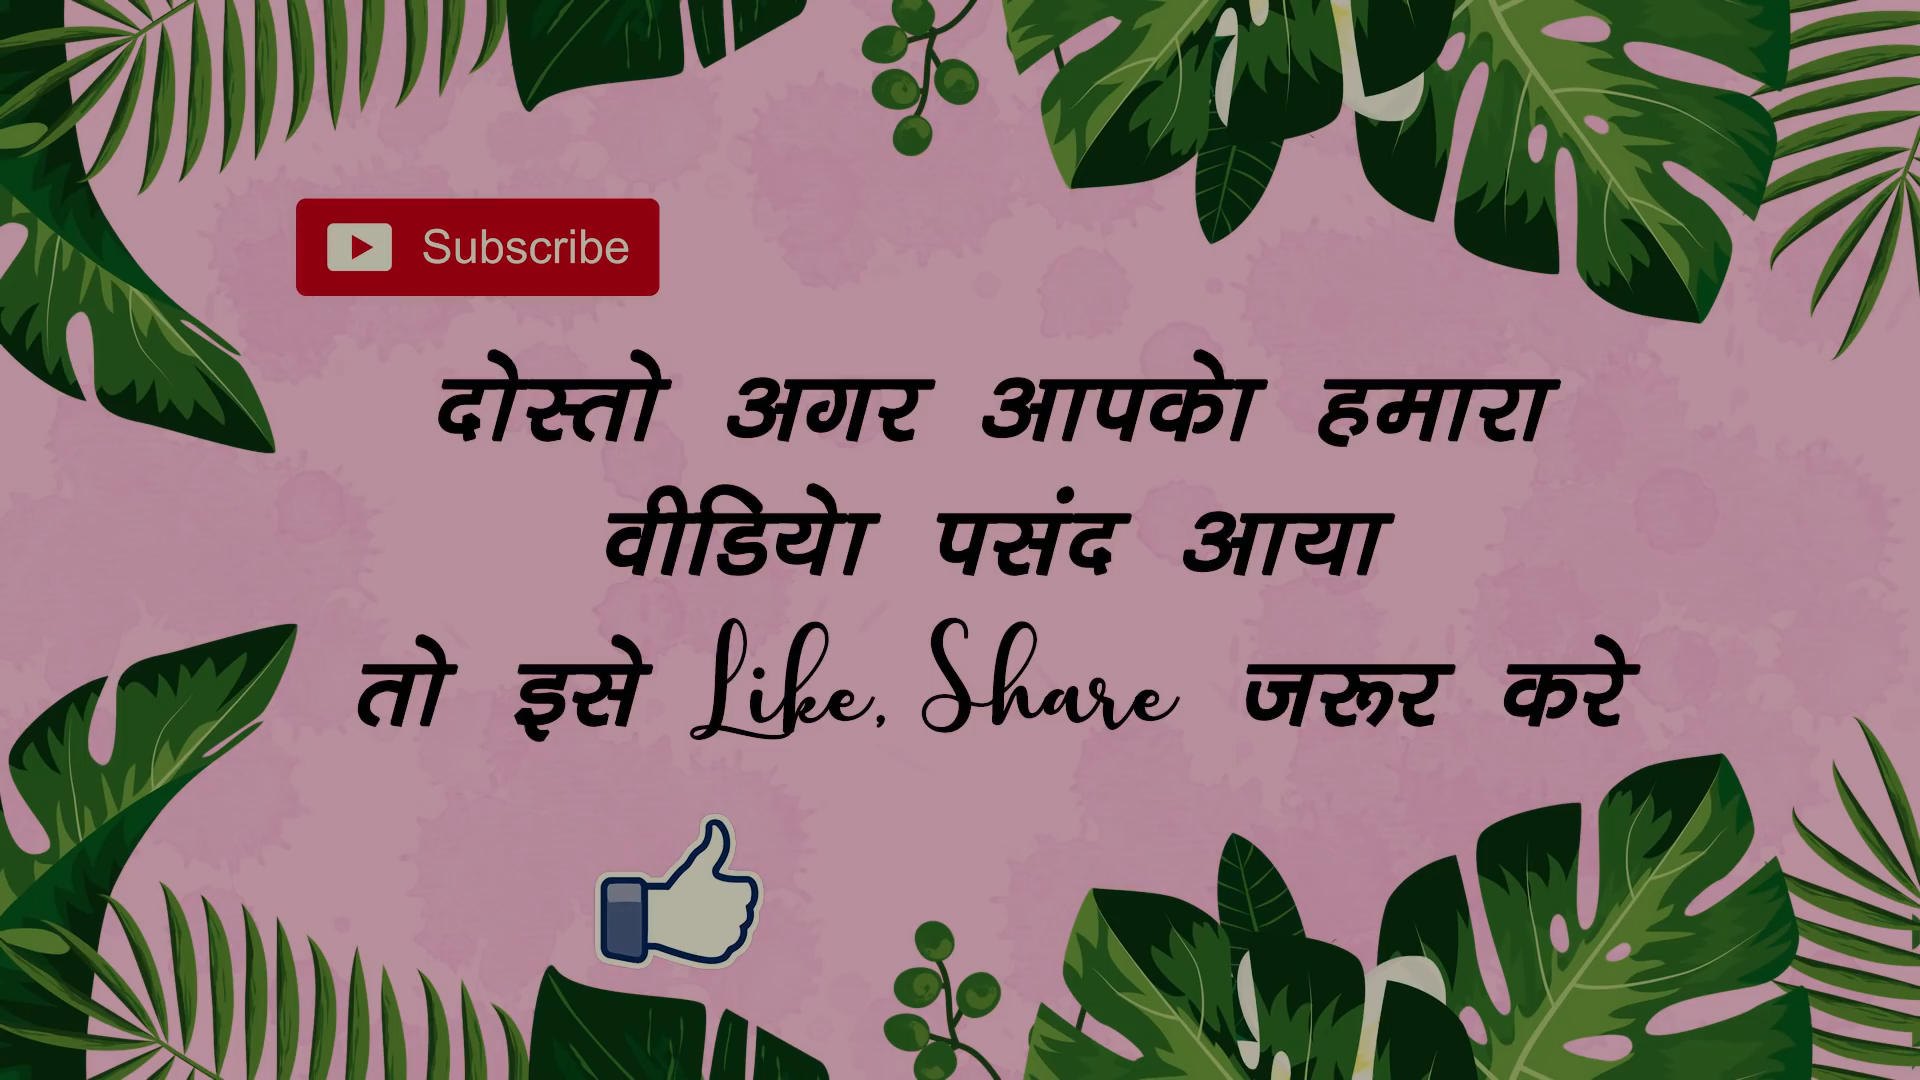 Subscribe
दोस्तो अगर आपको हमारा
वीडियो पसंद आया
तो इसे Like, Share जरूर करे